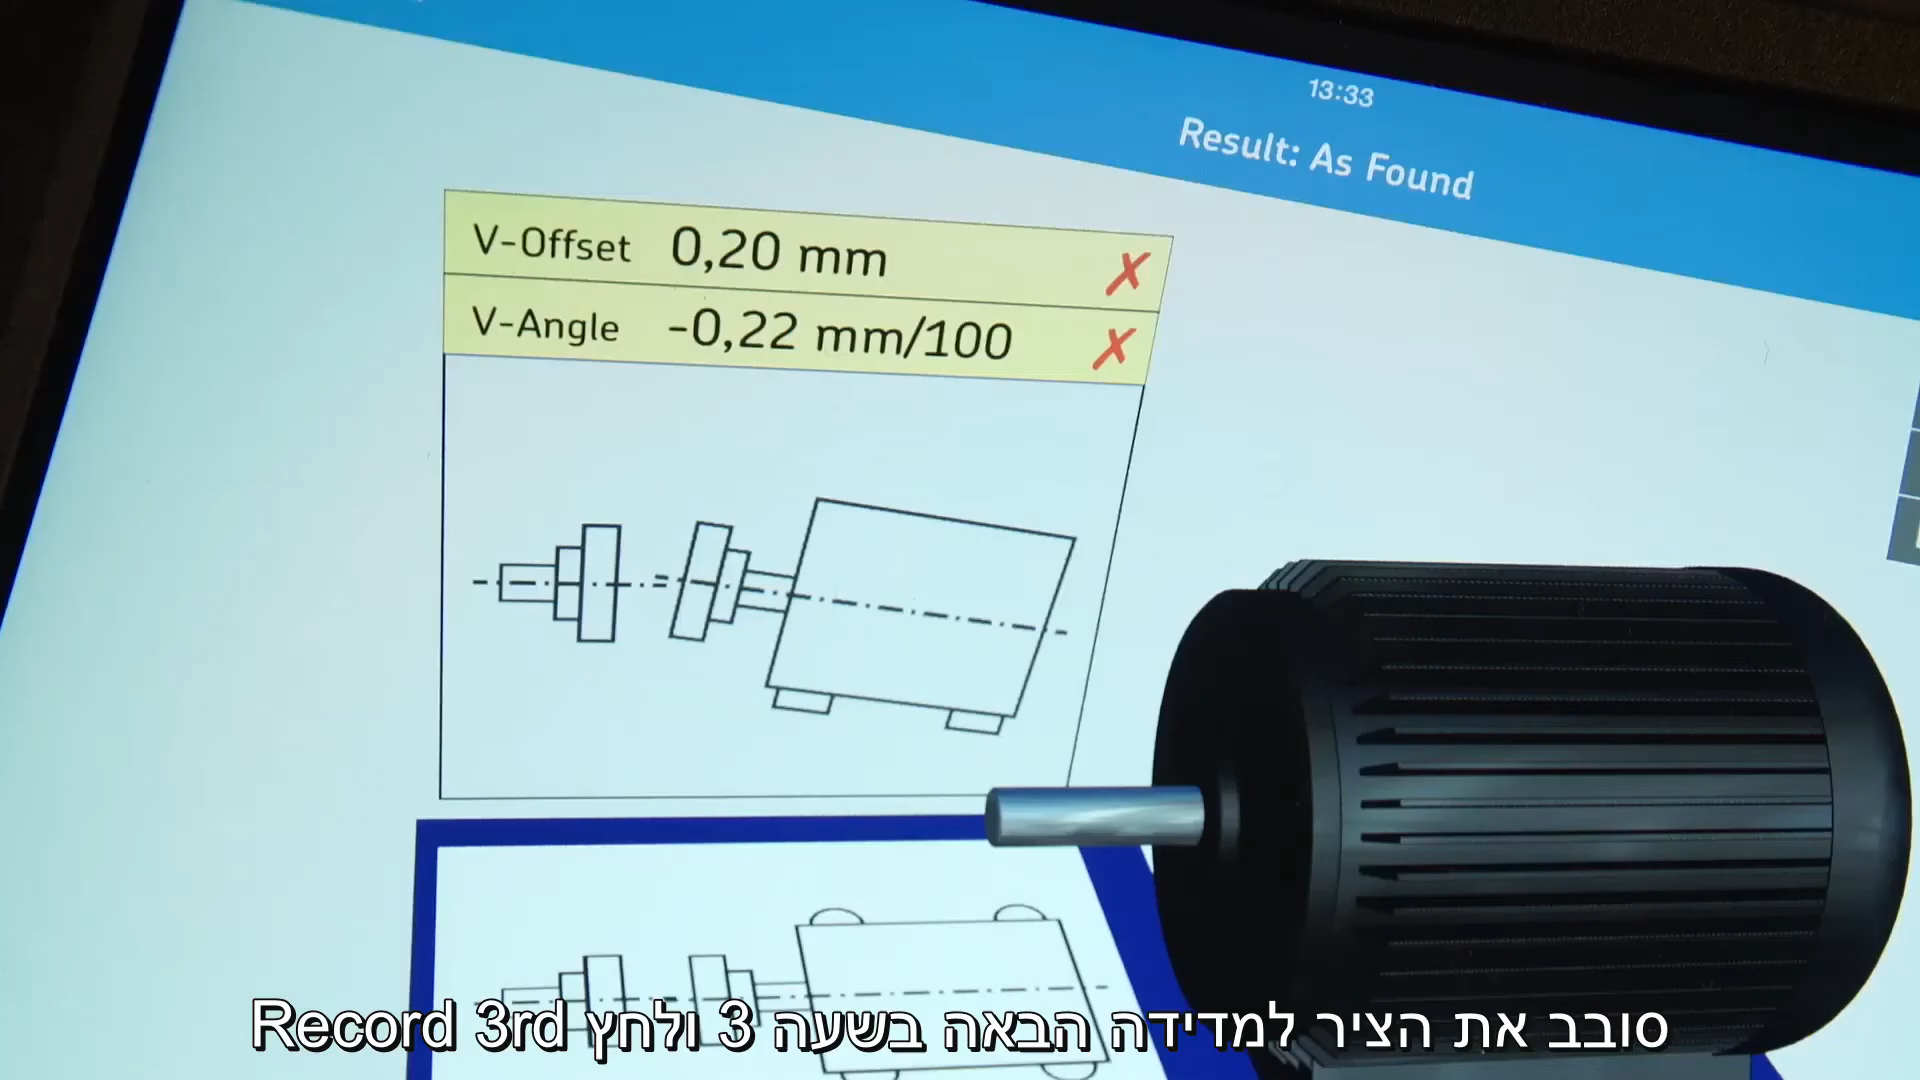 13:33
Result: As Found
V-Offset 0,20 mm ✗
V-Angle -0,22 mm/100 ✗
סובב את הציר למדידה הבאה בשעה 3 ולחץ Record 3rd